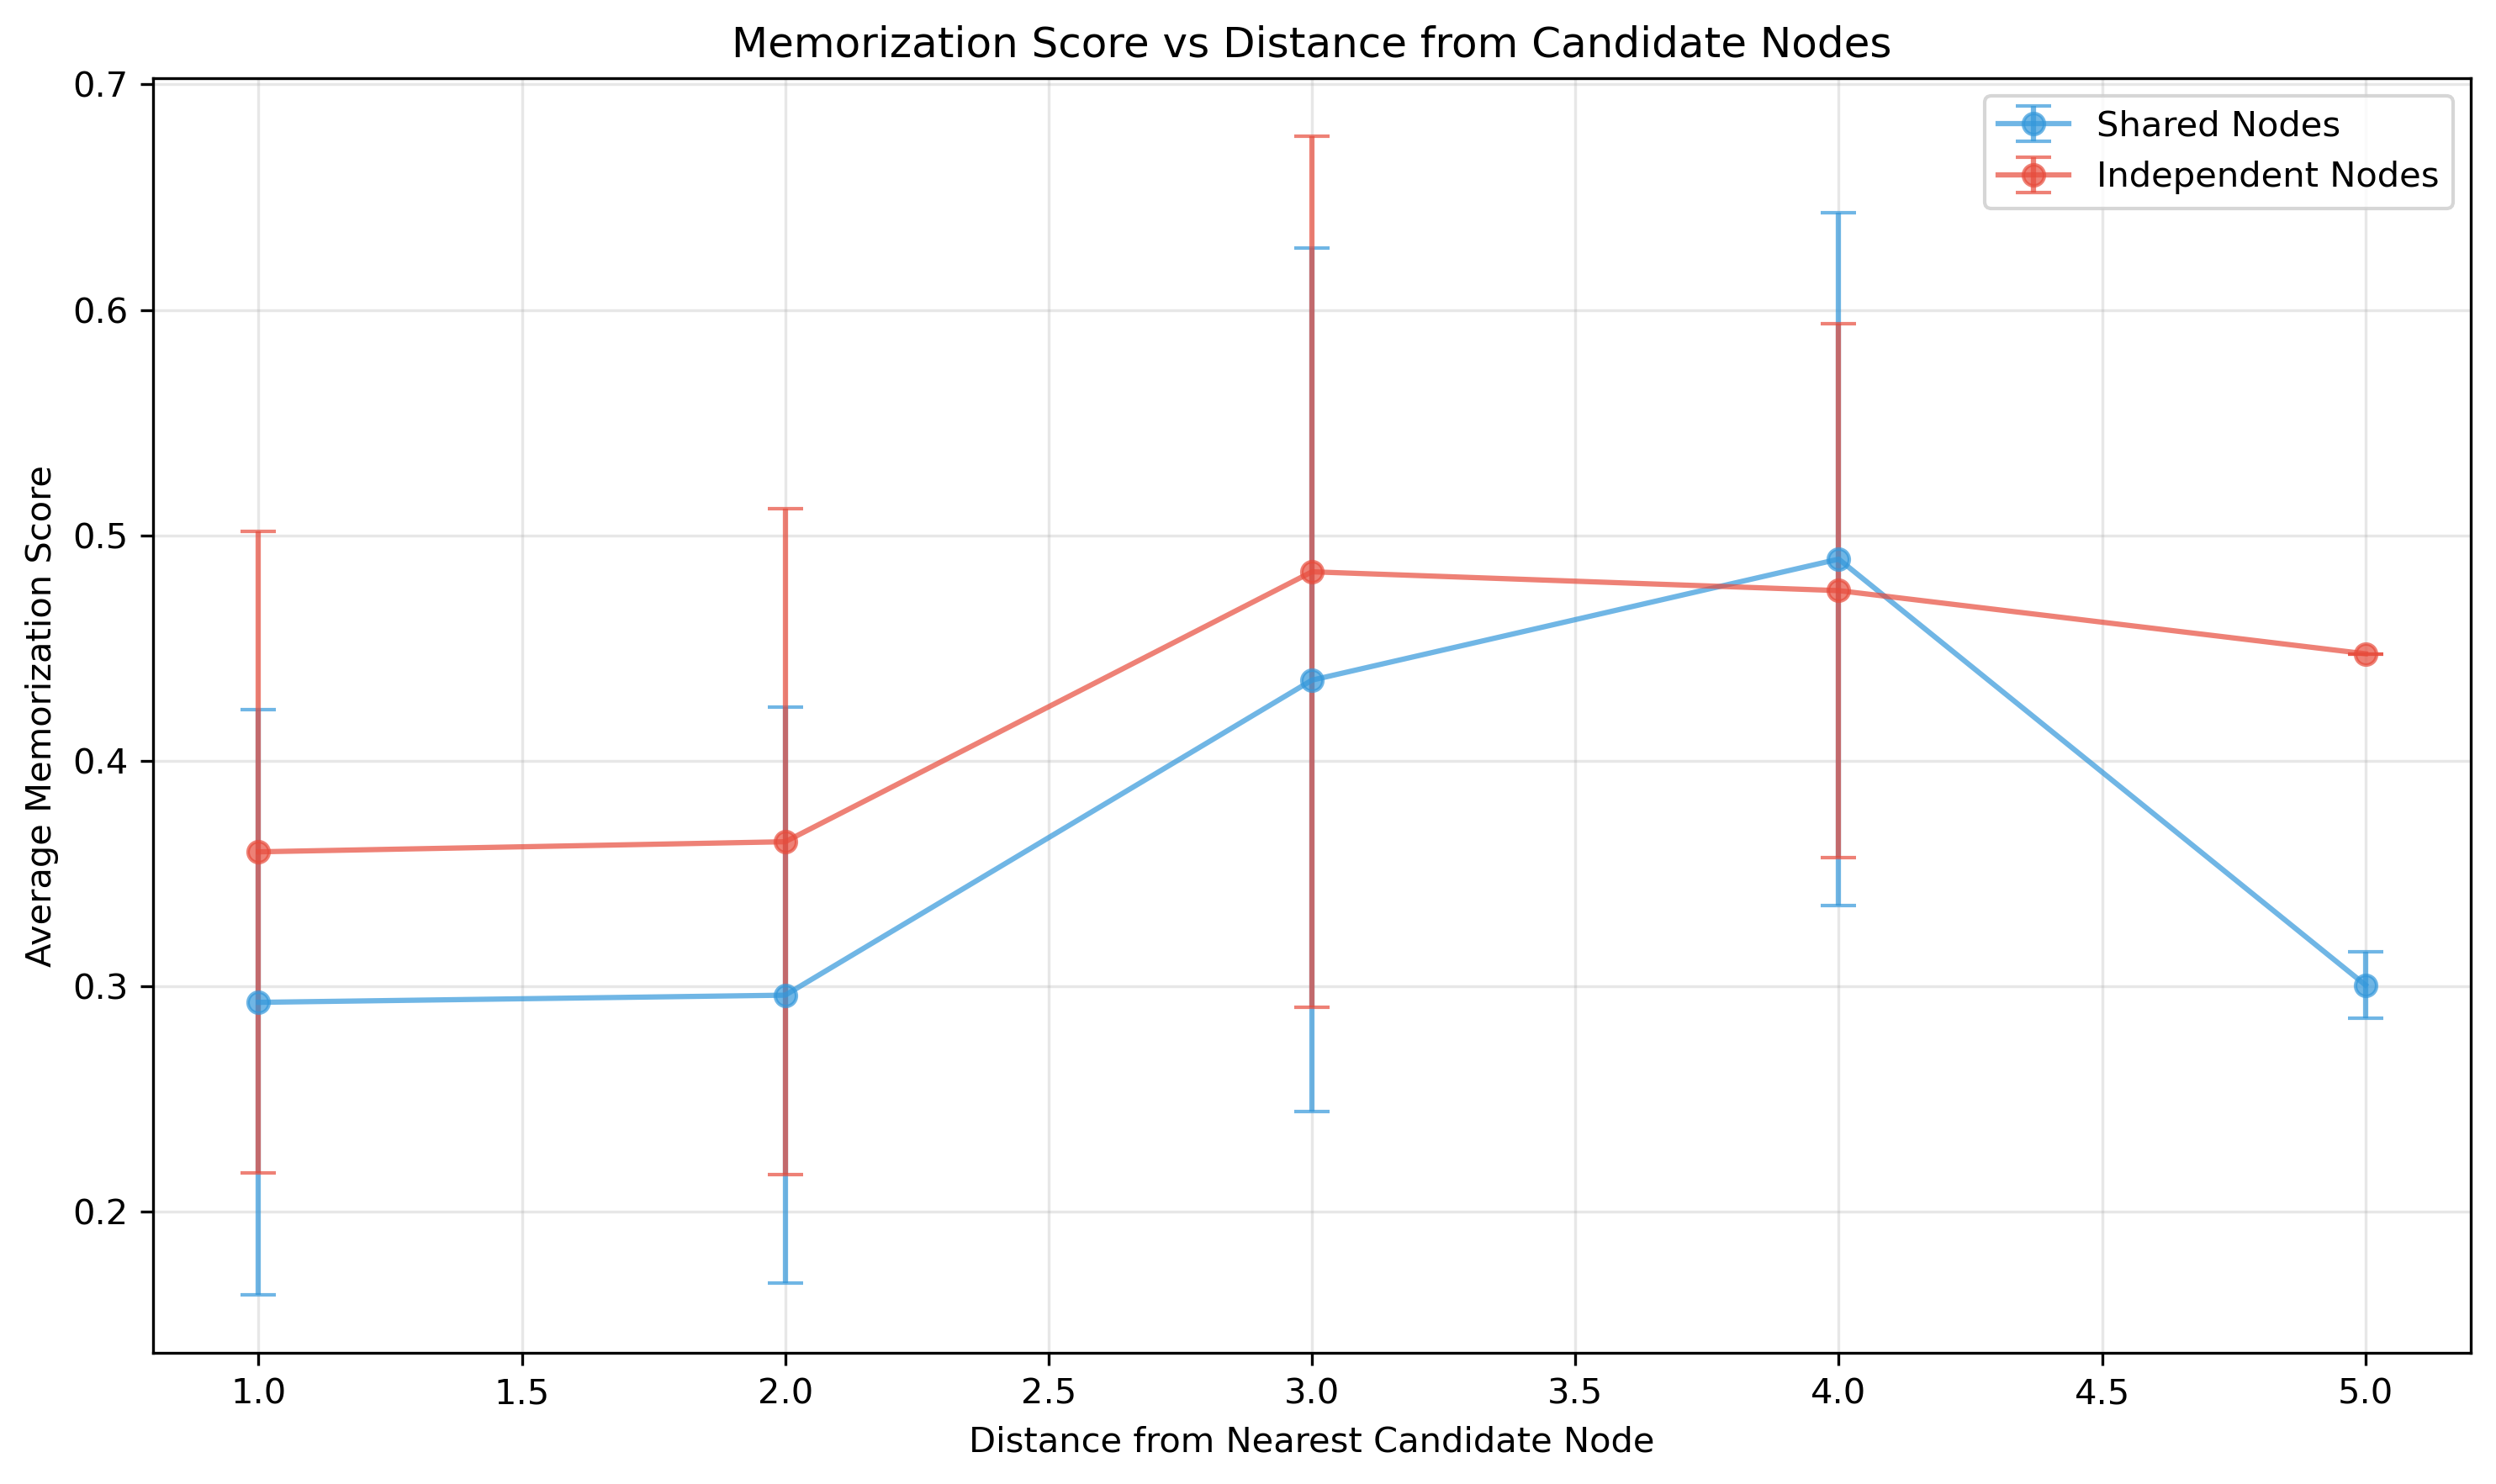 Memorization Score vs Distance from Candidate Nodes
Shared Nodes
Independent Nodes
Average Memorization Score
0.7
0.6
0.5
0.4
0.3
0.2
1.0 1.5 2.0 2.5 3.0 3.5 4.0 4.5 5.0
Distance from Nearest Candidate Node